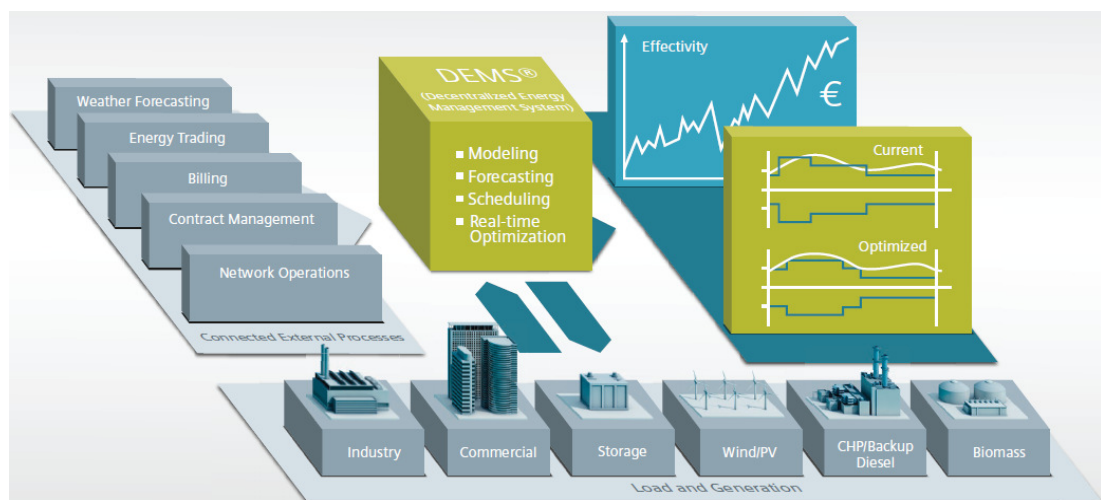 Weather Forecasting
Energy Trading
Billing
Contract Management
Network Operations
Connected External Processes
DEMS®
(Decentralized Energy
Management System)
Modeling
Forecasting
Scheduling
Real-time
Optimization
Effectivity
€
Current
Optimized
Industry
Commercial
Storage
Wind/PV
CHP/Backup
Diesel
Biomass
Load and Generation